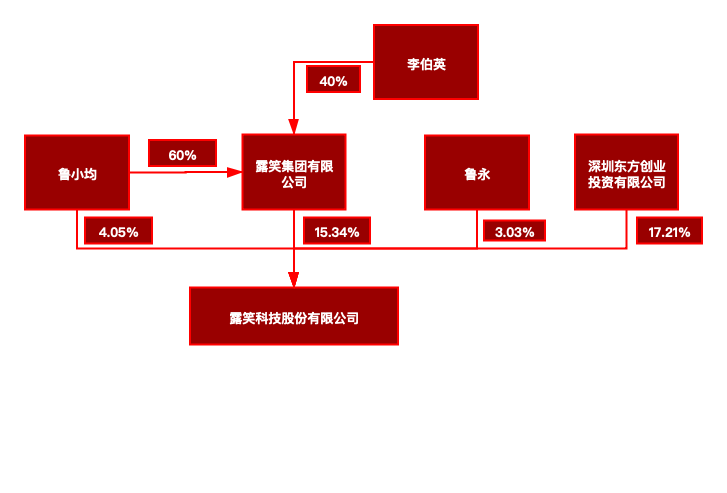 李伯英
40%
鲁小均
60%
露笑集团有限
公司
鲁永
深圳东方创业
投资有限公司
4.05%
15.34%
3.03%
17.21%
露笑科技股份有限公司